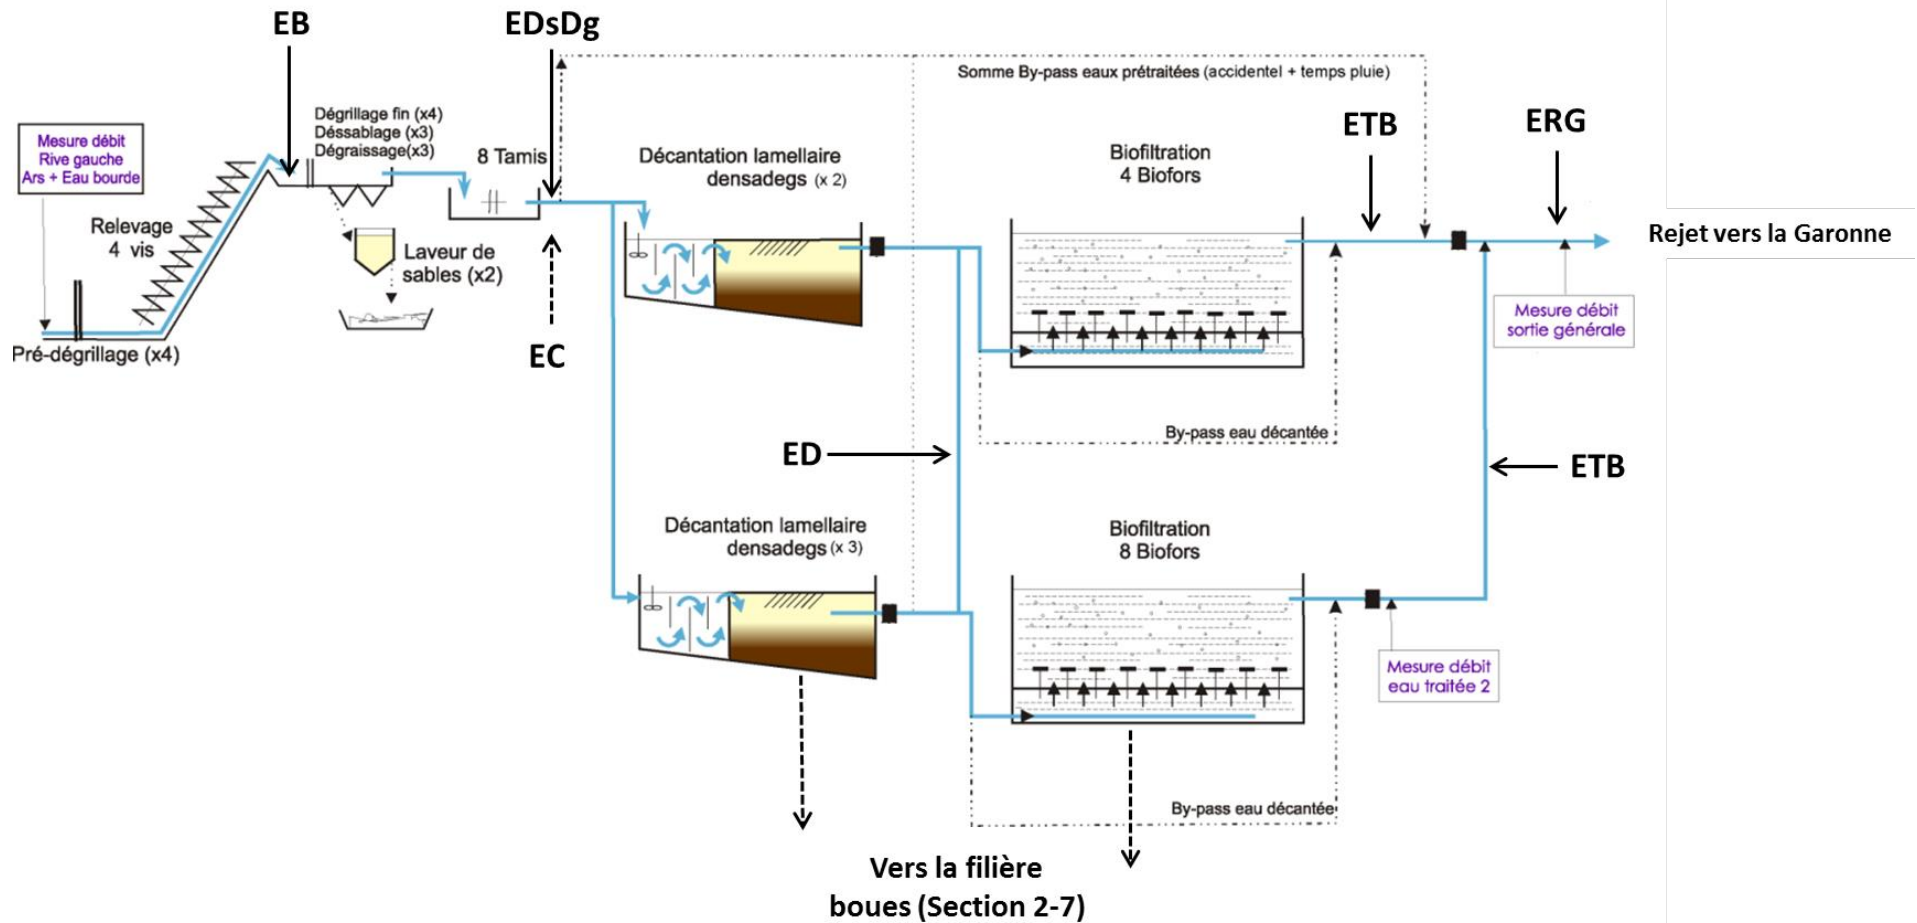 EB
EDsDg
Somme By-pass eaux prétraitées (accidentel + temps pluie)
Mesure débit
Rive gauche
Ars + Eau bourde
Dégrillage fin (x4)
Déssablage (x3)
Dégraissage(x3)
8 Tamis
Décantation lamellaire
densadegs (x 2)
Biofiltration
4 Biofors
ETB
ERG
Relevage
4 vis
Laveur de
sables (x2)
Rejet vers la Garonne
Mesure débit
sortie générale
Pré-dégrillage (x4)
EC
By-pass eau décantée
ED
ETB
Décantation lamellaire
densadegs (x 3)
Biofiltration
8 Biofors
Mesure débit
eau traitée 2
By-pass eau décantée
Vers la filière
boues (Section 2-7)